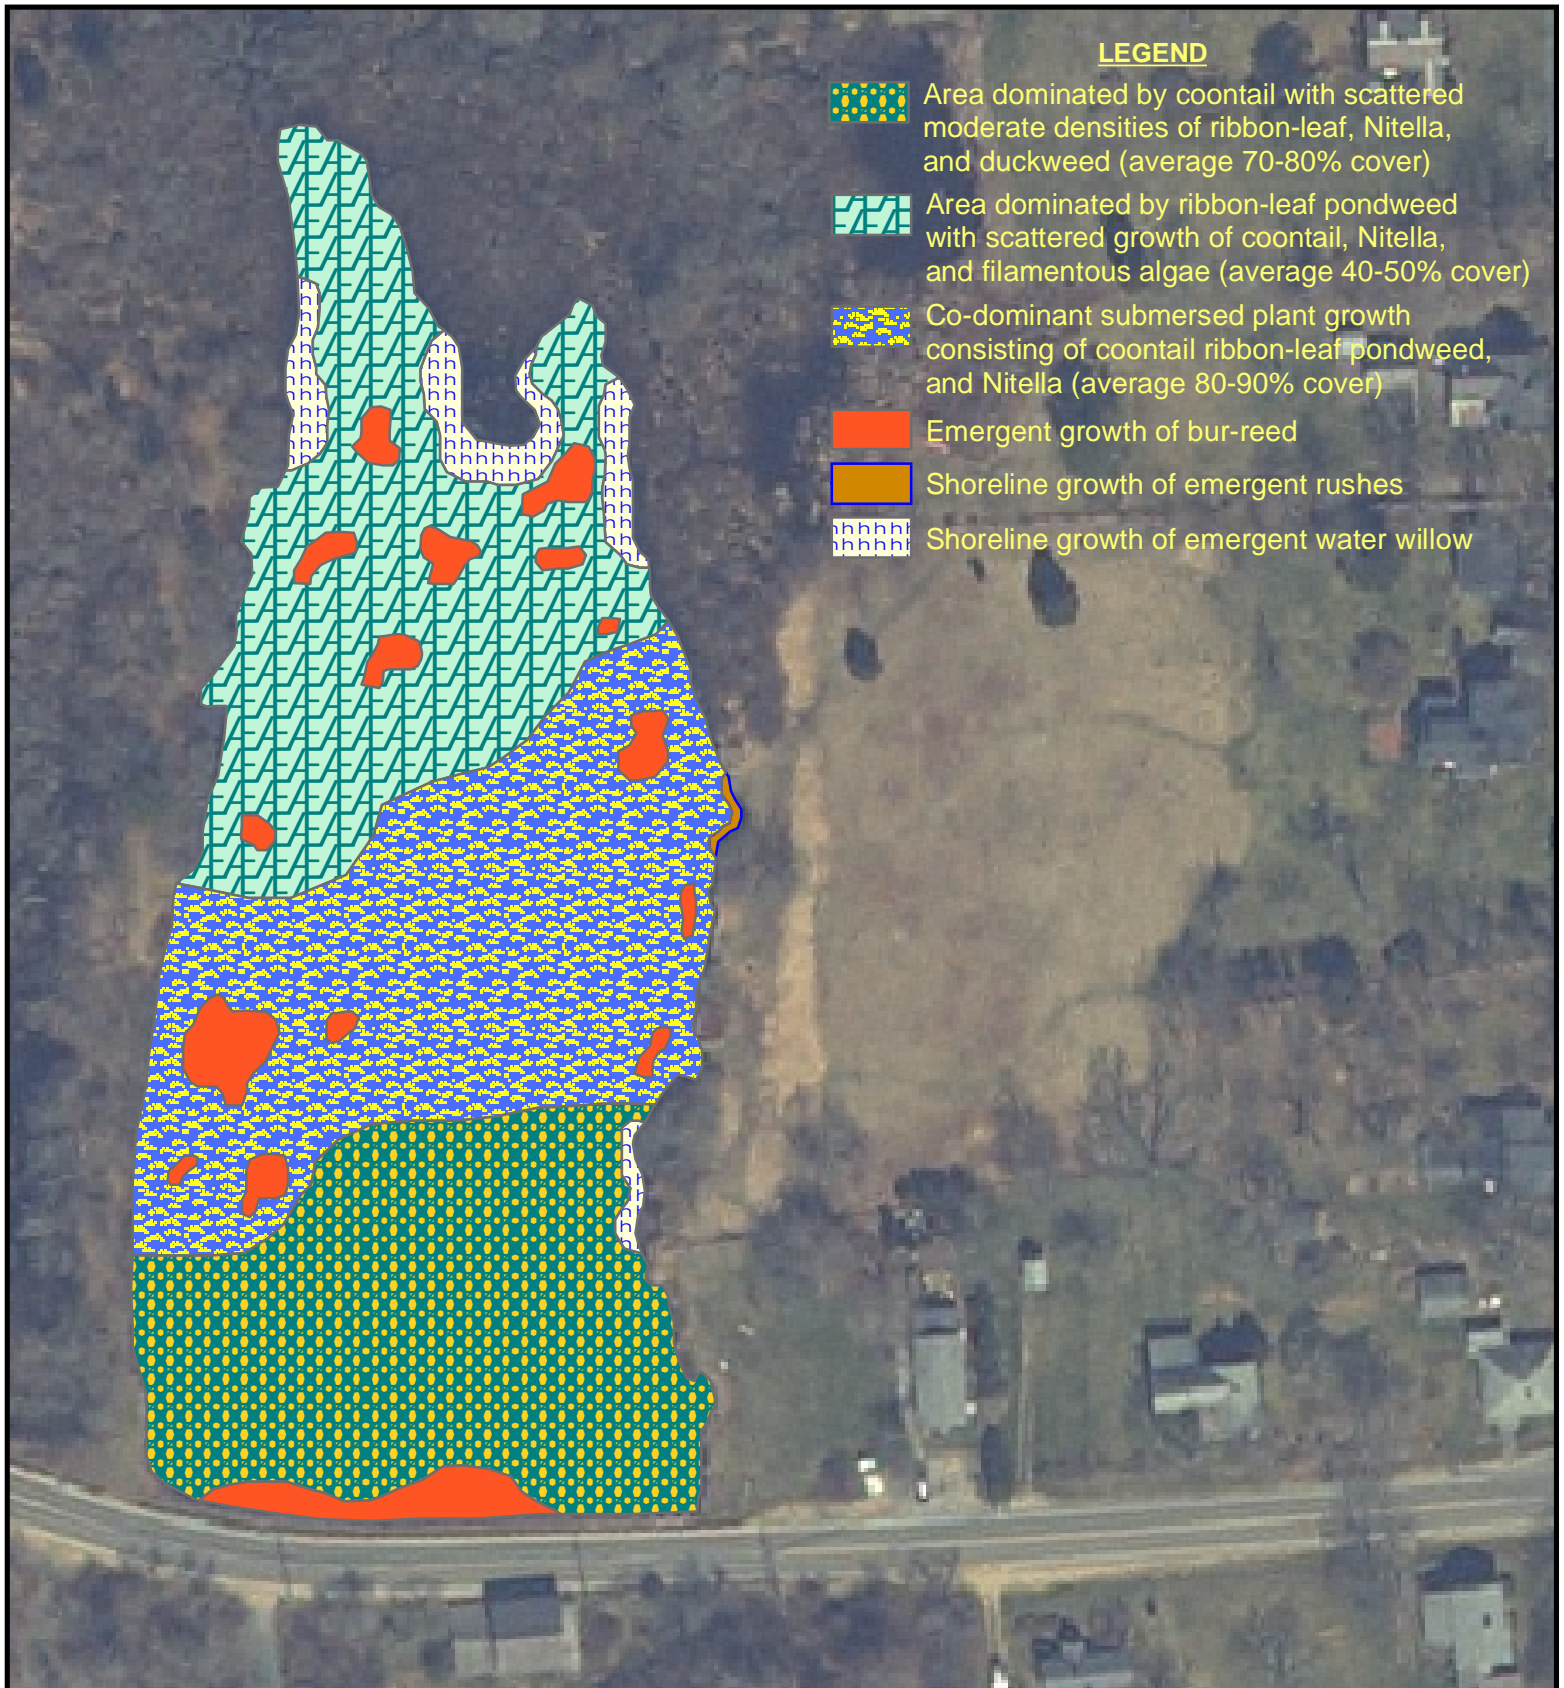 LEGEND
Area dominated by coontail with scattered
moderate densities of ribbon-leaf, Nitella,
and duckweed (average 70-80% cover)
Area dominated by ribbon-leaf pondweed
with scattered growth of coontail, Nitella,
and filamentous algae (average 40-50% cover)
Co-dominant submersed plant growth
consisting of coontail ribbon-leaf pondweed,
and Nitella (average 80-90% cover)
Emergent growth of bur-reed
Shoreline growth of emergent rushes
Shoreline growth of emergent water willow